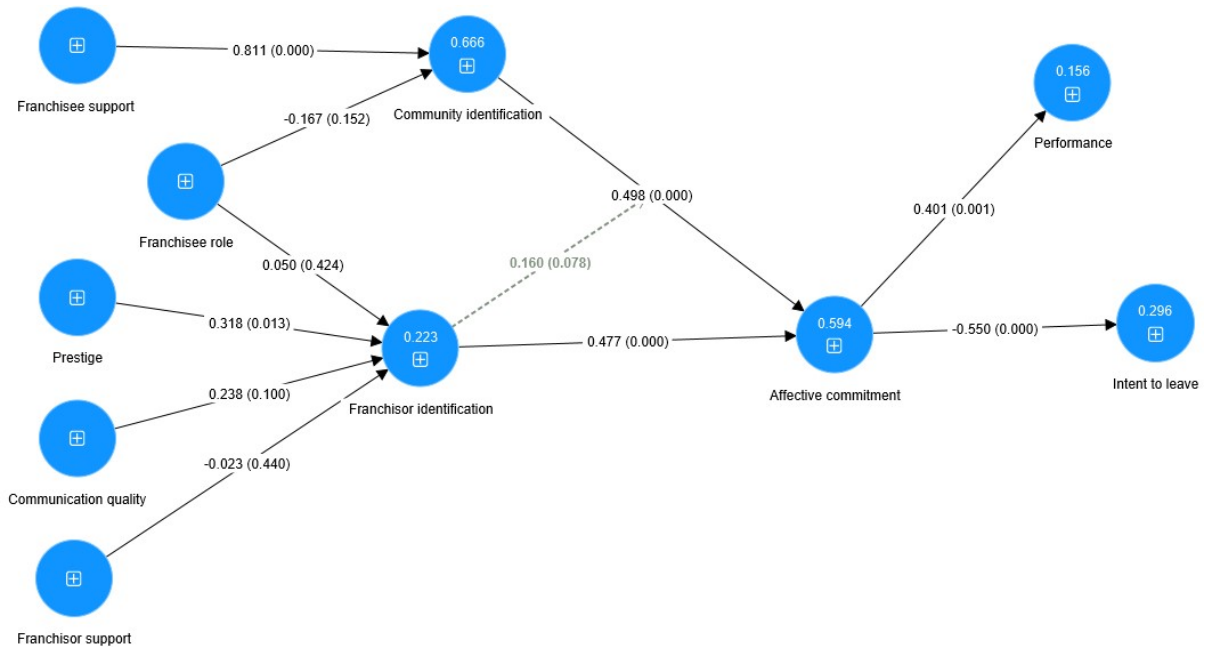 0.811 (0.000)
Franchisee support
0.666
Community identification
-0.167 (0.152)
0.156
Performance
Franchisee role
0.498 (0.000)
0.401 (0.001)
0.050 (0.424)
0.160 (0.078)
Prestige
0.318 (0.013)
0.223
Franchisor identification
0.477 (0.000)
0.594
Affective commitment
-0.550 (0.000)
0.296
Intent to leave
0.238 (0.100)
Communication quality
-0.023 (0.440)
Franchisor support